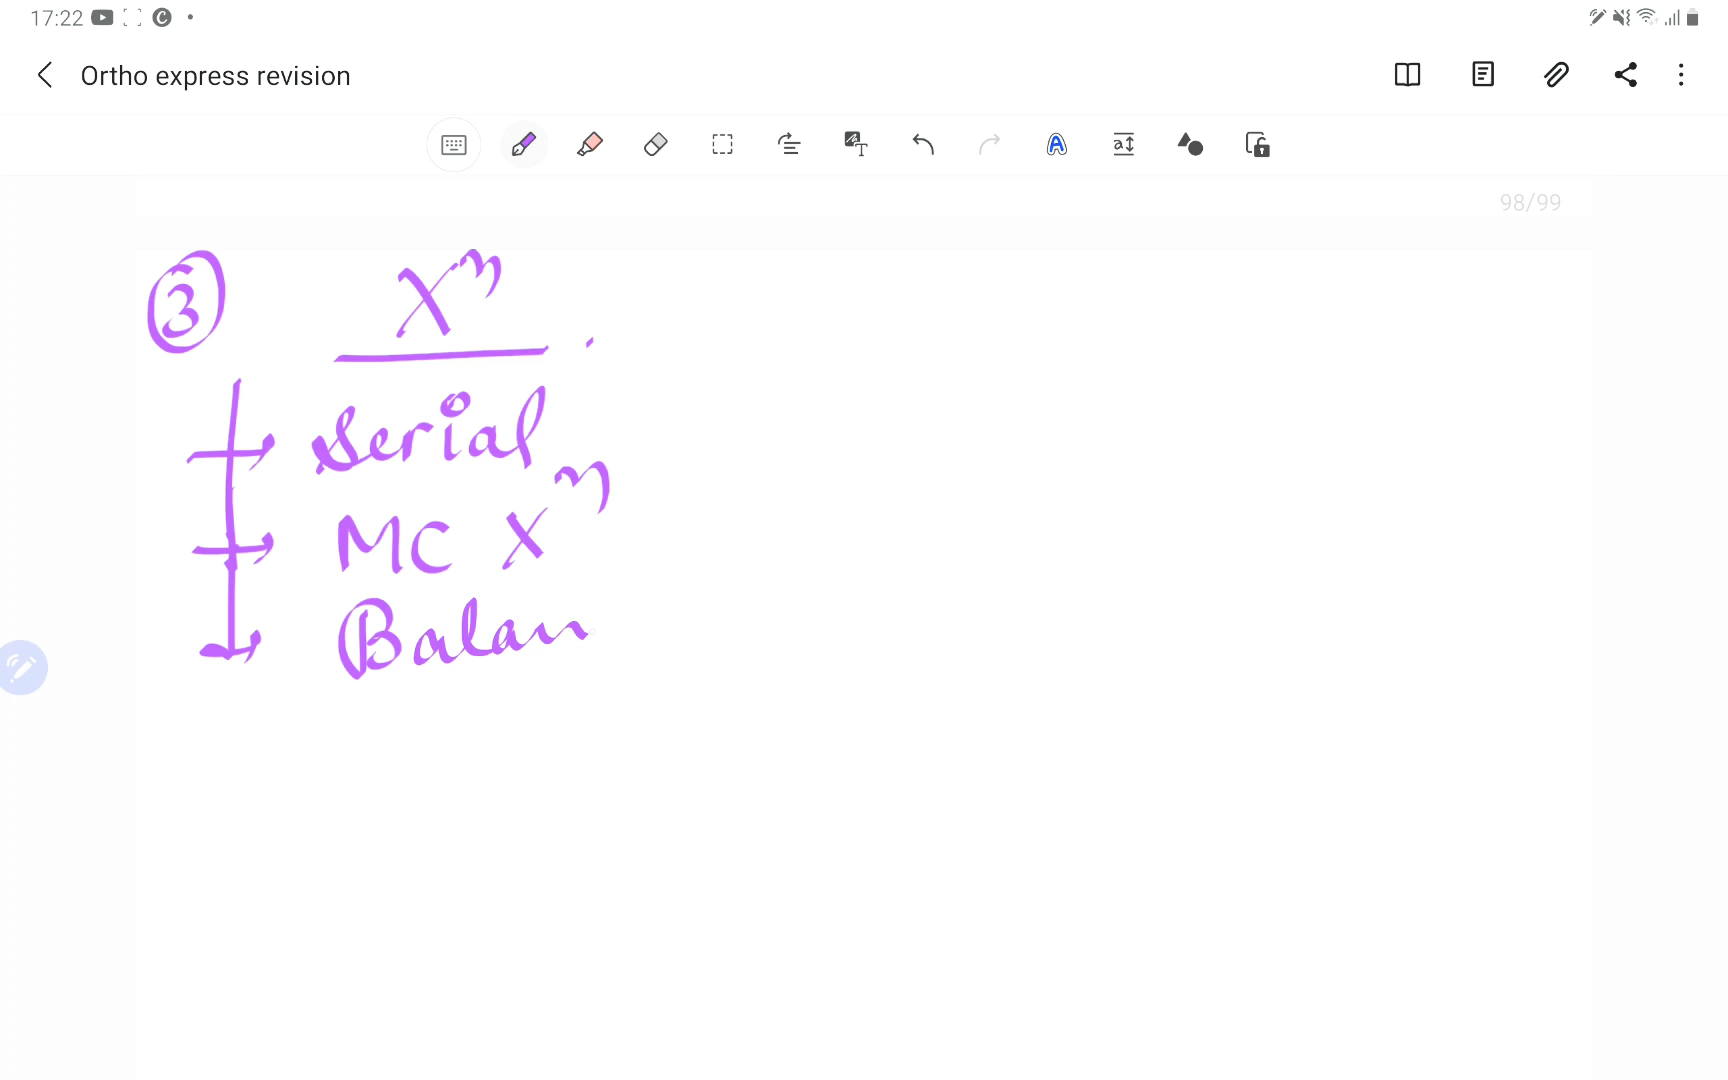 17:22
Ortho express revision
98/99
3 Xⁿ
Serial
MC Xⁿ
Balan